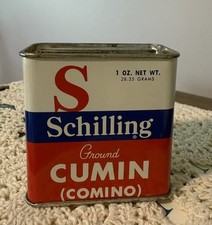 S
1 OZ. NET WT.
28.35 GRAMS
Schilling
Ground
CUMIN
(COMINO)